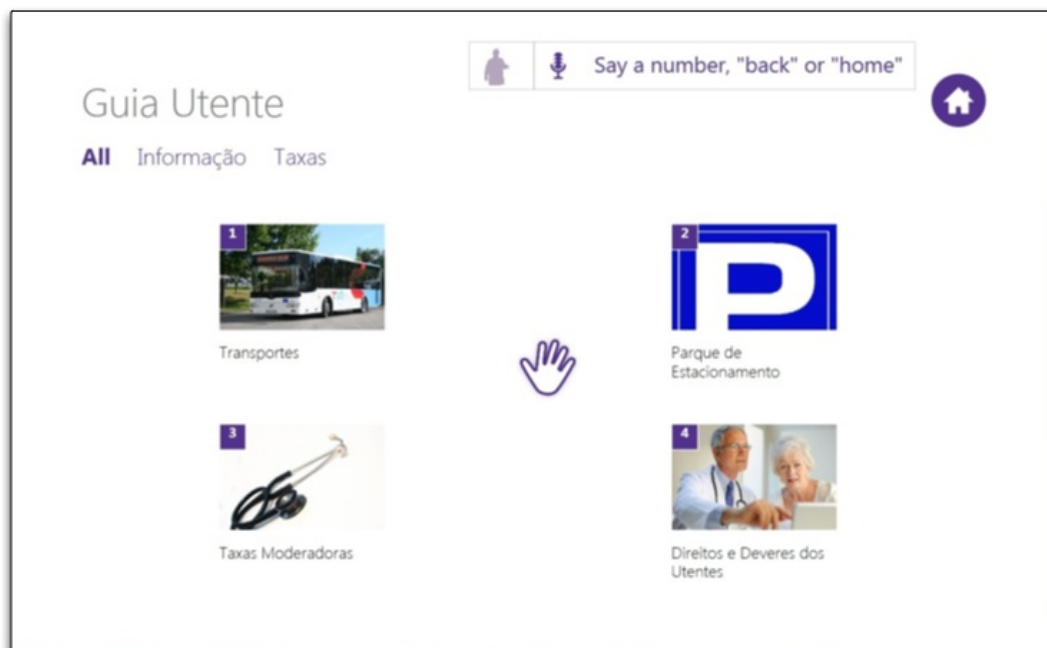 Say a number, "back" or "home"
Guia Utente
All Informação Taxas
1
Transportes
2
P
Parque de
Estacionamento
3
Taxas Moderadoras
4
Direitos e Deveres dos
Utentes